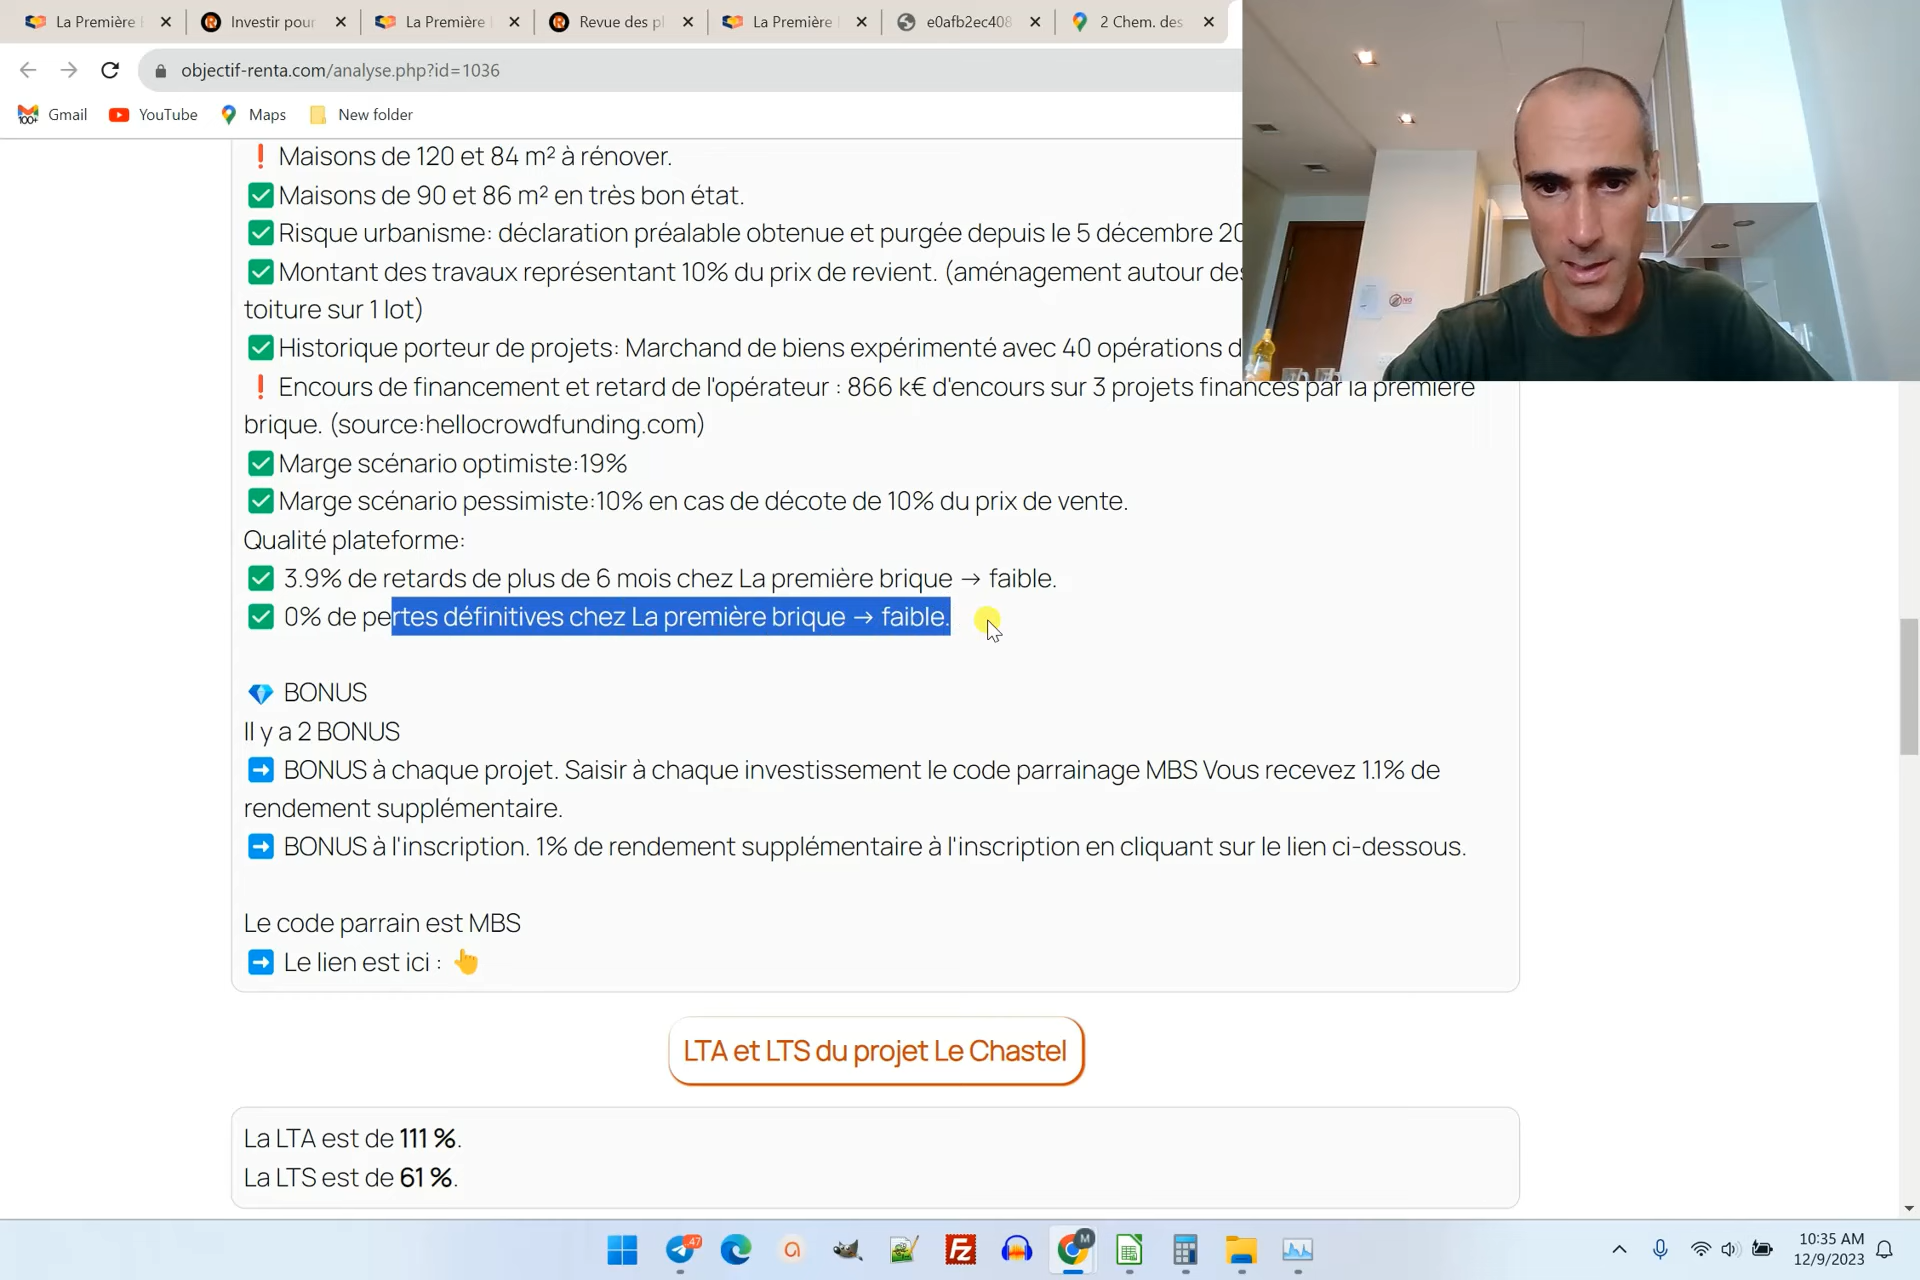 La Première
Investir pour
La Première
Revue des pl
La Première
e0afb2ec408
2 Chem. des
objectif-renta.com/analyse.php?id=1036
Gmail
YouTube
Maps
New folder
❗ Maisons de 120 et 84 m² à rénover.
✅ Maisons de 90 et 86 m² en très bon état.
✅ Risque urbanisme: déclaration préalable obtenue et purgée depuis le 5 décembre 20
✅ Montant des travaux représentant 10% du prix de revient. (aménagement autour des
toiture sur 1 lot)
✅ Historique porteur de projets: Marchand de biens expérimenté avec 40 opérations d
❗ Encours de financement et retard de l'opérateur : 866 k€ d'encours sur 3 projets financés par la première
brique. (source:hellocrowdfunding.com)
✅ Marge scénario optimiste:19%
✅ Marge scénario pessimiste:10% en cas de décote de 10% du prix de vente.
Qualité plateforme:
✅ 3.9% de retards de plus de 6 mois chez La première brique → faible.
✅ 0% de pertes définitives chez La première brique → faible.
💎 BONUS
Il y a 2 BONUS
➡ BONUS à chaque projet. Saisir à chaque investissement le code parrainage MBS Vous recevez 1.1% de
rendement supplémentaire.
➡ BONUS à l'inscription. 1% de rendement supplémentaire à l'inscription en cliquant sur le lien ci-dessous.
Le code parrain est MBS
➡ Le lien est ici : 👆
LTA et LTS du projet Le Chastel
La LTA est de 111 %.
La LTS est de 61 %.
47
M
10:35 AM
12/9/2023